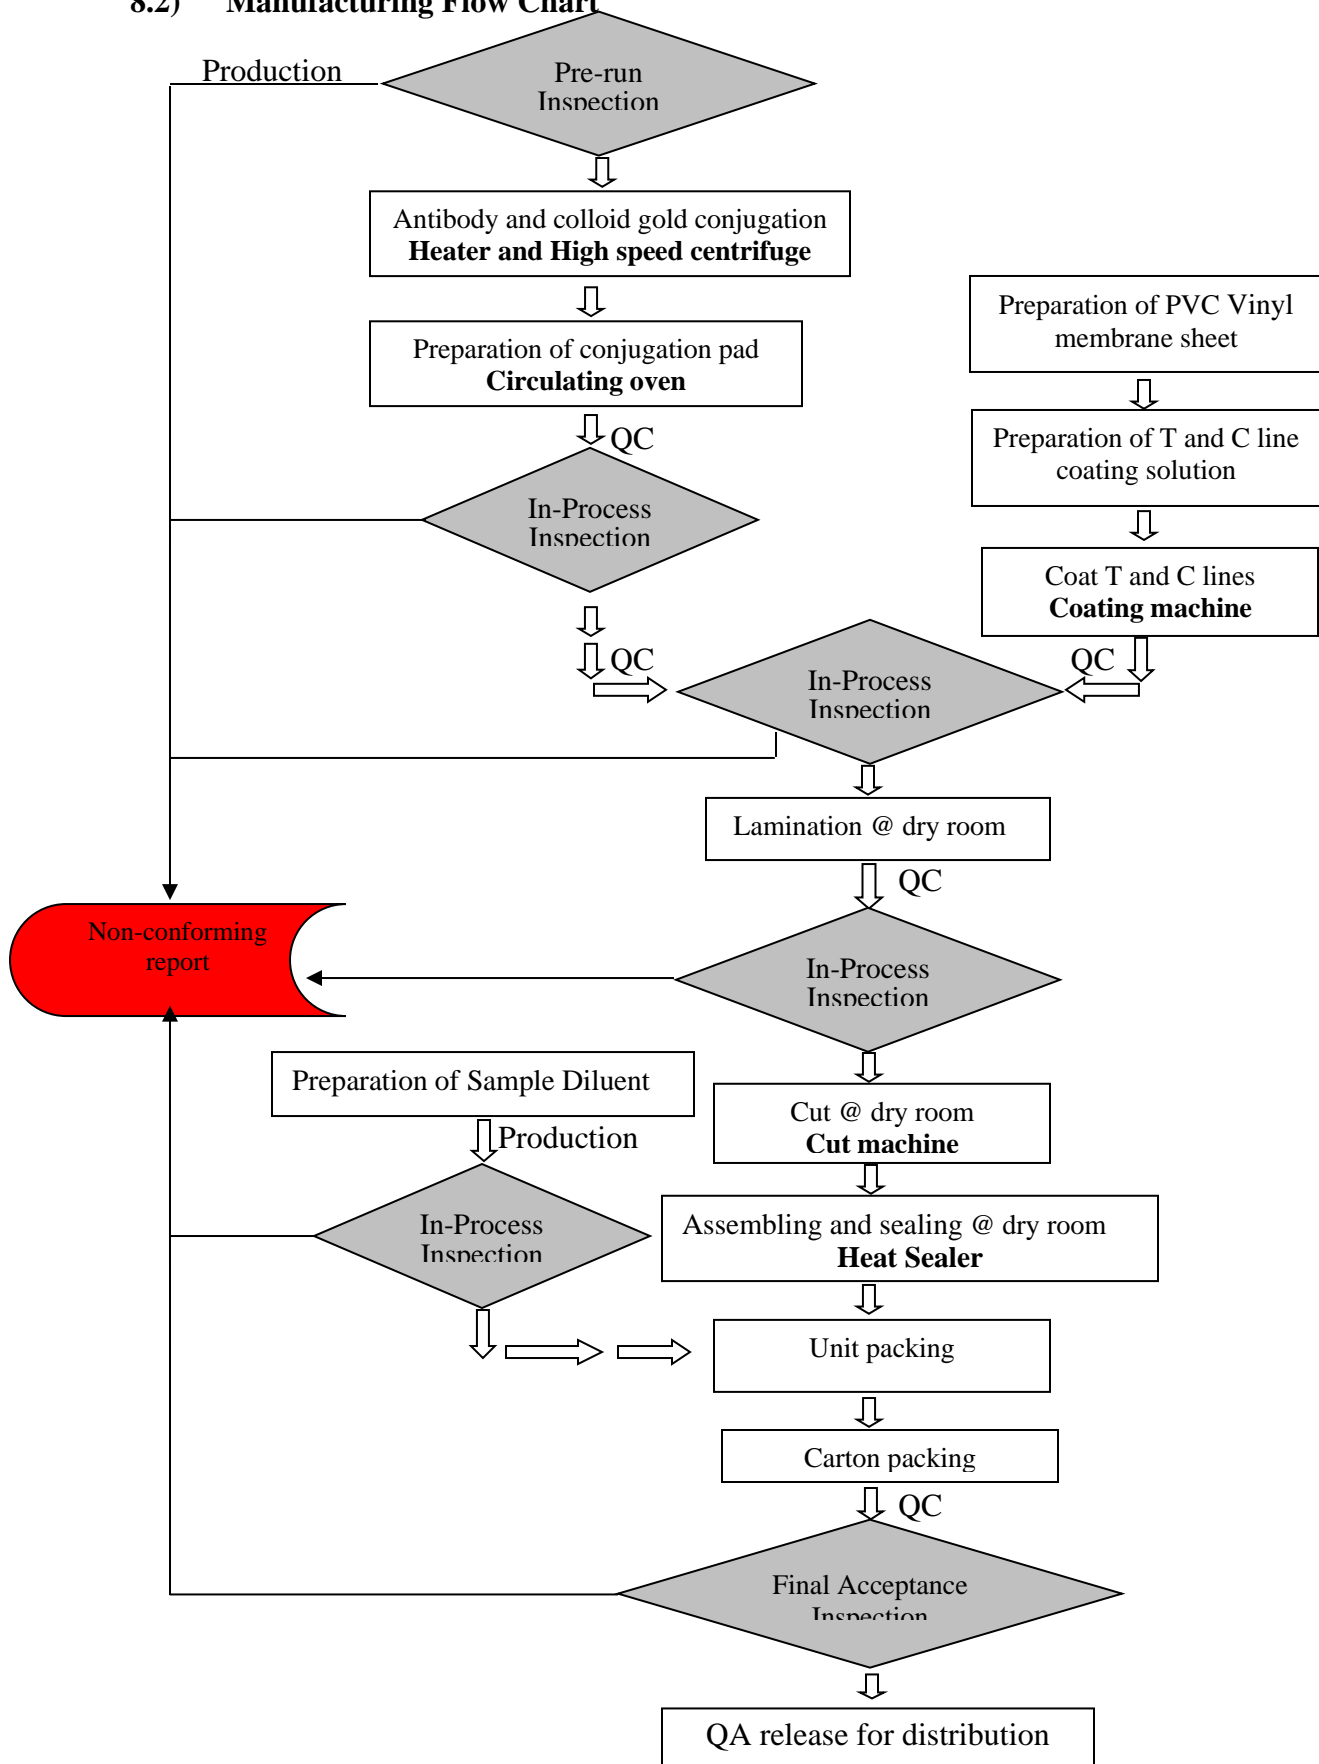 8.2) Manufacturing Flow Chart
Production
Pre-run
Inspection
Antibody and colloid gold conjugation
Heater and High speed centrifuge
Preparation of PVC Vinyl
membrane sheet
Preparation of conjugation pad
Circulating oven
QC
Preparation of T and C line
coating solution
In-Process
Inspection
Coat T and C lines
Coating machine
QC
QC
In-Process
Inspection
Lamination @ dry room
QC
Non-conforming
report
In-Process
Inspection
Preparation of Sample Diluent
Cut @ dry room
Cut machine
Production
In-Process
Inspection
Assembling and sealing @ dry room
Heat Sealer
Unit packing
Carton packing
QC
Final Acceptance
Inspection
QA release for distribution